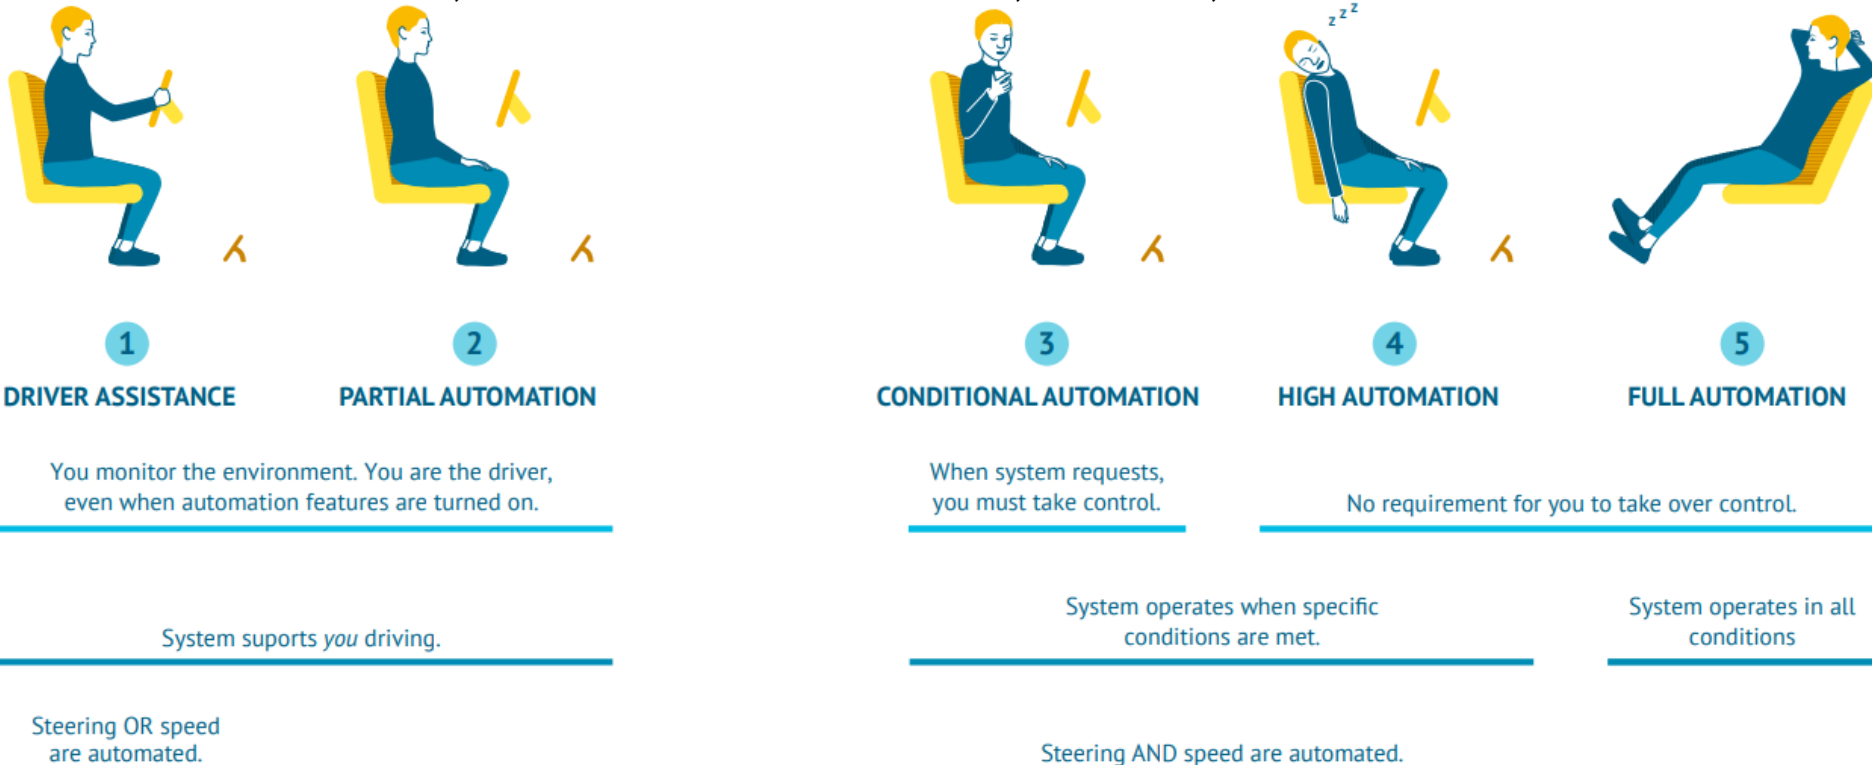 z z z
1
2
3
4
5
DRIVER ASSISTANCE
PARTIAL AUTOMATION
CONDITIONAL AUTOMATION
HIGH AUTOMATION
FULL AUTOMATION
You monitor the environment. You are the driver,
even when automation features are turned on.
When system requests,
you must take control.
No requirement for you to take over control.
System suports you driving.
System operates when specific
conditions are met.
System operates in all
conditions
Steering OR speed
are automated.
Steering AND speed are automated.